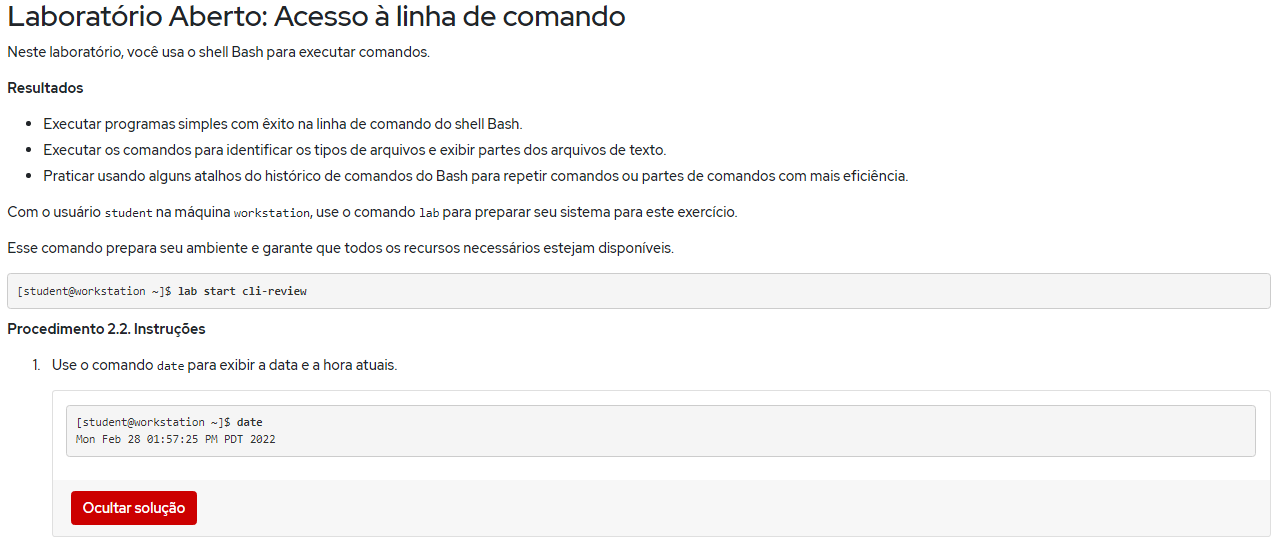 Laboratório Aberto: Acesso à linha de comando
Neste laboratório, você usa o shell Bash para executar comandos.
Resultados
Executar programas simples com êxito na linha de comando do shell Bash.
Executar os comandos para identificar os tipos de arquivos e exibir partes dos arquivos de texto.
Praticar usando alguns atalhos do histórico de comandos do Bash para repetir comandos ou partes de comandos com mais eficiência.
Com o usuário student na máquina workstation, use o comando lab para preparar seu sistema para este exercício.
Esse comando prepara seu ambiente e garante que todos os recursos necessários estejam disponíveis.
[student@workstation ~]$ lab start cli-review
Procedimento 2.2. Instruções
1. Use o comando date para exibir a data e a hora atuais.
[student@workstation ~]$ date
Mon Feb 28 01:57:25 PM PDT 2022
Ocultar solução